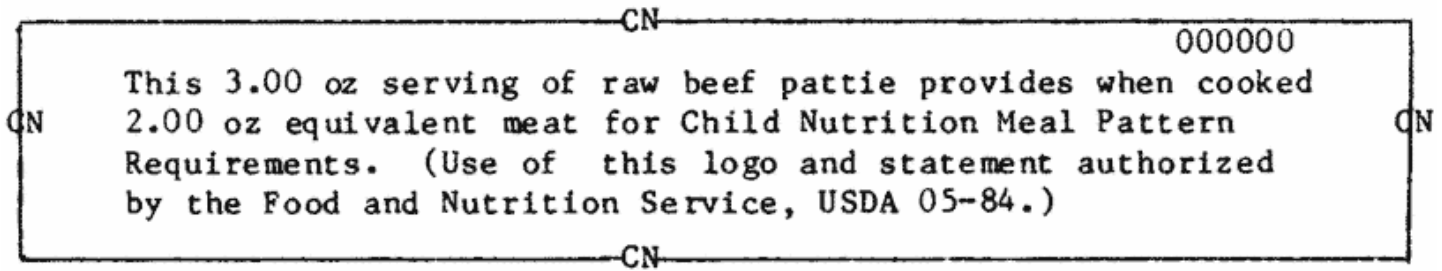 CN
000000
This 3.00 oz serving of raw beef pattie provides when cooked
CN 2.00 oz equivalent meat for Child Nutrition Meal Pattern CN
Requirements. (Use of this logo and statement authorized
by the Food and Nutrition Service, USDA 05-84.)
CN